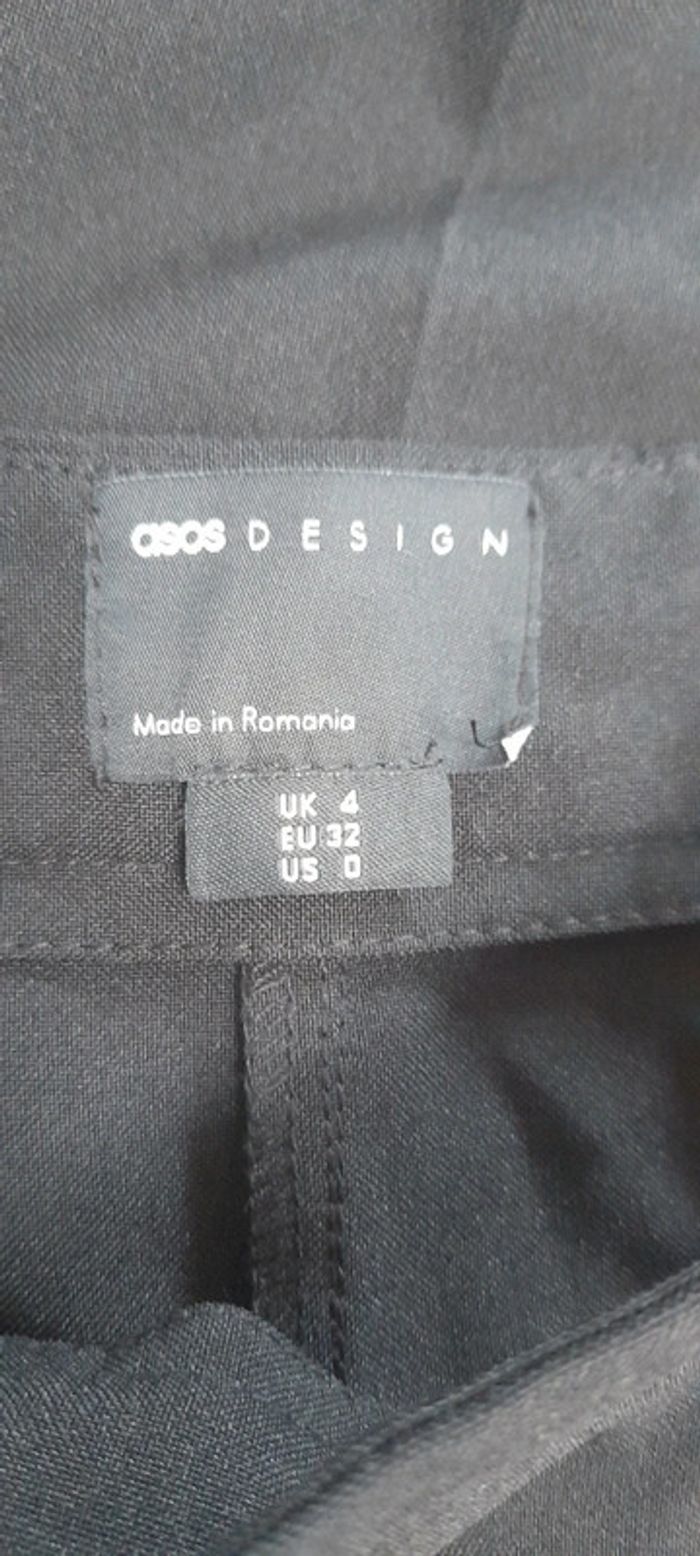 asos DESIGN
Made in Romania
UK 4
EU 32
US 0